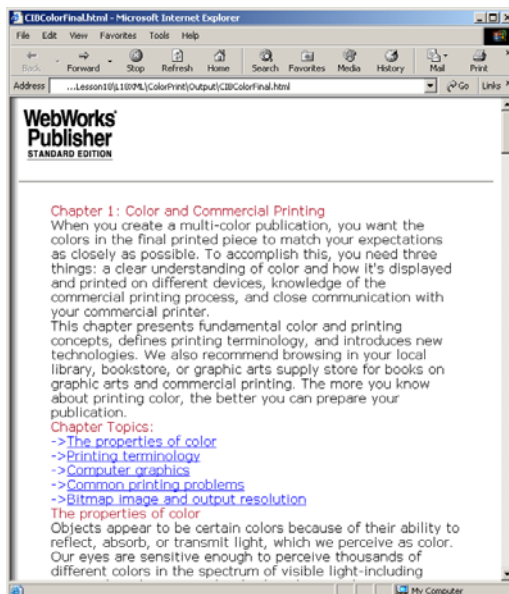 CIBColorFinal.html - Microsoft Internet Explorer
File Edit View Favorites Tools Help
Back Forward Stop Refresh Home Search Favorites Media History Mail Print
Address ...Lesson18\L18XML\ColorPrint\Output\CIBColorFinal.html Go Links
WebWorks
Publisher
STANDARD EDITION
Chapter 1: Color and Commercial Printing
When you create a multi-color publication, you want the
colors in the final printed piece to match your expectations
as closely as possible. To accomplish this, you need three
things: a clear understanding of color and how it's displayed
and printed on different devices, knowledge of the
commercial printing process, and close communication with
your commercial printer.
This chapter presents fundamental color and printing
concepts, defines printing terminology, and introduces new
technologies. We also recommend browsing in your local
library, bookstore, or graphic arts supply store for books on
graphic arts and commercial printing. The more you know
about printing color, the better you can prepare your
publication.
Chapter Topics:
->The properties of color
->Printing terminology
->Computer graphics
->Common printing problems
->Bitmap image and output resolution
The properties of color
Objects appear to be certain colors because of their ability to
reflect, absorb, or transmit light, which we perceive as color.
Our eyes are sensitive enough to perceive thousands of
different colors in the spectrum of visible light-including
My Computer